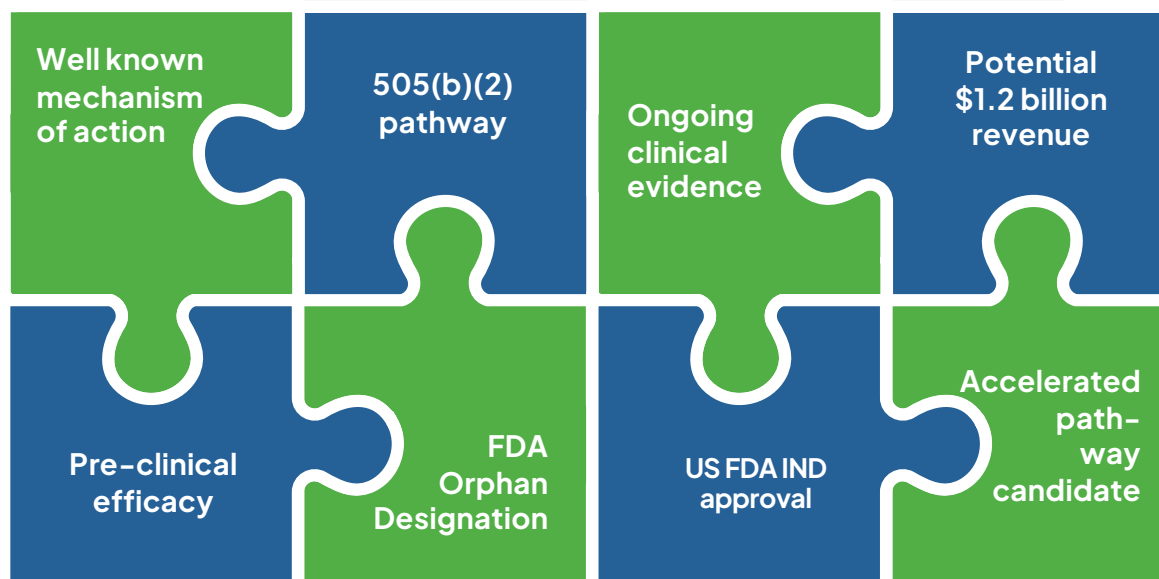 Well known
mechanism
of action
505(b)(2)
pathway
Ongoing
clinical
evidence
Potential
$1.2 billion
revenue
Pre-clinical
efficacy
FDA
Orphan
Designation
US FDA IND
approval
Accelerated
path-
way
candidate